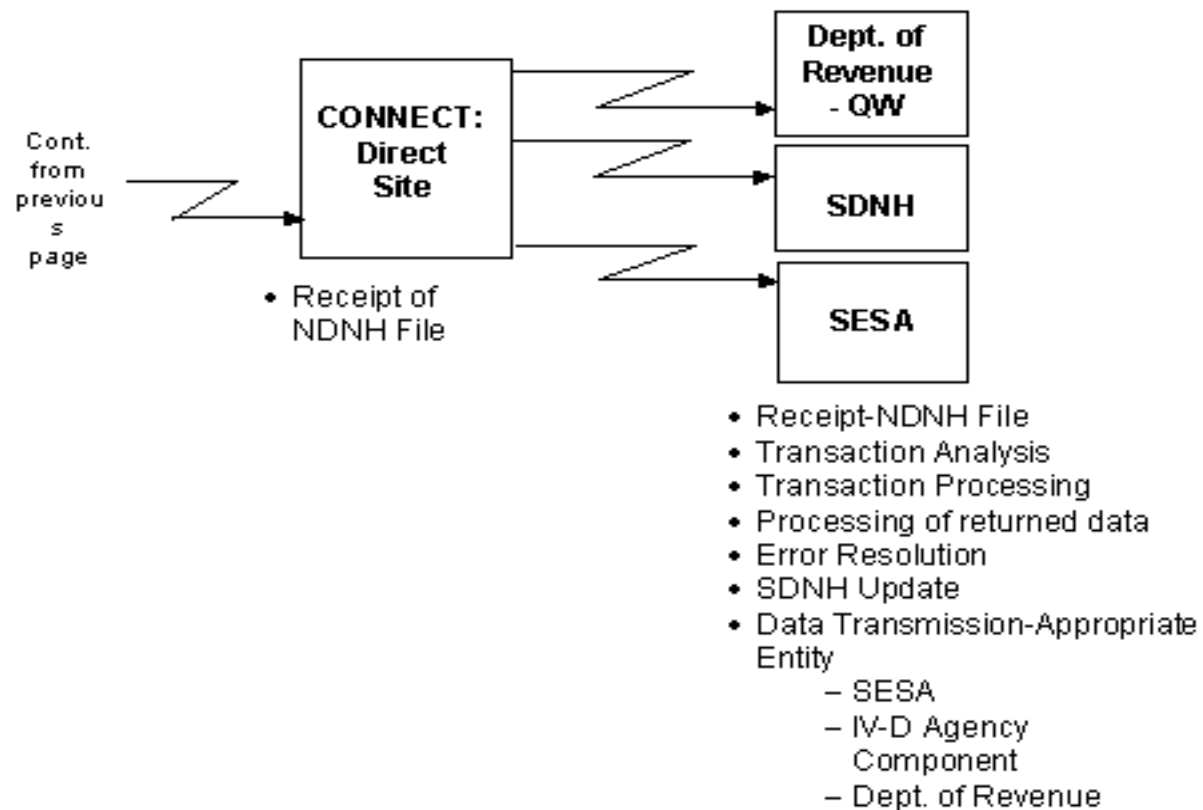 Cont.
from
previou
s
page
CONNECT:
Direct
Site
• Receipt of
NDNH File
Dept. of
Revenue
- QW
SDNH
SESA
• Receipt-NDNH File
• Transaction Analysis
• Transaction Processing
• Processing of returned data
• Error Resolution
• SDNH Update
• Data Transmission-Appropriate
Entity
– SESA
– IV-D Agency
Component
– Dept. of Revenue